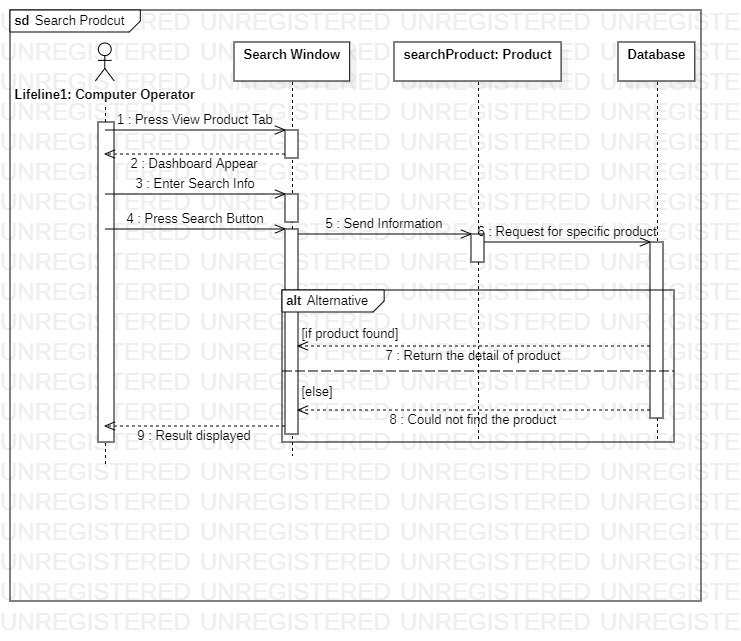 sd Search Prodcut
Search Window
searchProduct: Product
Database
Lifeline1: Computer Operator
1 : Press View Product Tab
2 : Dashboard Appear
3 : Enter Search Info
4 : Press Search Button
5 : Send Information
6 : Request for specific product
alt Alternative
[if product found]
7 : Return the detail of product
[else]
8 : Could not find the product
9 : Result displayed
UNREGISTERED